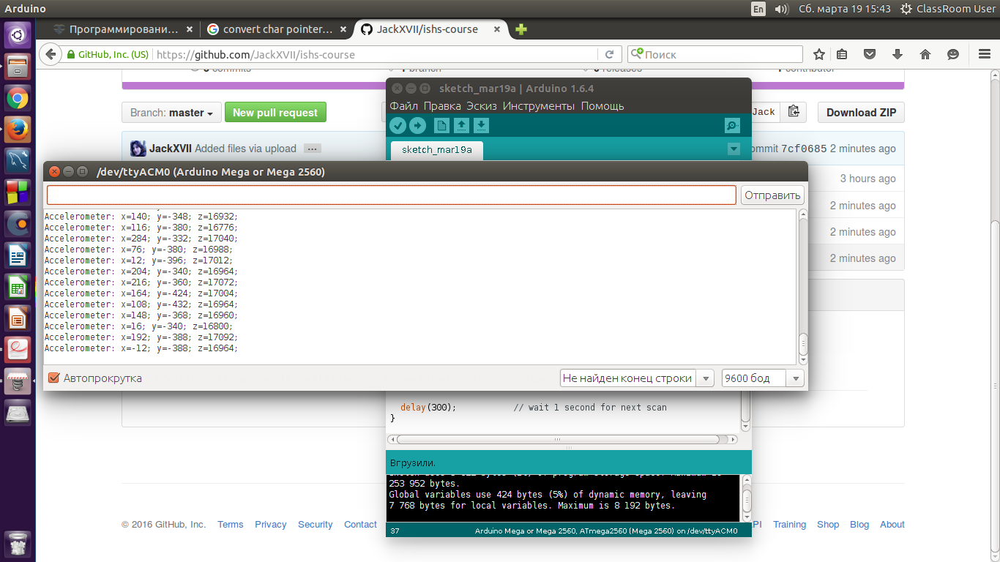 Arduino
En
Сб. марта 19 15:43
ClassRoom User
Программировани...
convert char pointer...
JackXVII/ishs-course
GitHub, Inc. (US)
https://github.com/JackXVII/ishs-course
Поиск
commits
branch
releases
contributor
Branch: master
New pull request
Jack
Download ZIP
JackXVII Added files via upload
7cf0685 2 minutes ago
3 hours ago
2 minutes ago
2 minutes ago
2 minutes ago
sketch_mar19a | Arduino 1.6.4
Файл Правка Эскиз Инструменты Помощь
sketch_mar19a
/dev/ttyACM0 (Arduino Mega or Mega 2560)
Отправить
Accelerometer: x=140; y=-348; z=16932;
Accelerometer: x=116; y=-380; z=16776;
Accelerometer: x=284; y=-332; z=17040;
Accelerometer: x=76; y=-380; z=16988;
Accelerometer: x=12; y=-396; z=17012;
Accelerometer: x=204; y=-340; z=16964;
Accelerometer: x=216; y=-360; z=17072;
Accelerometer: x=164; y=-424; z=17004;
Accelerometer: x=108; y=-432; z=16964;
Accelerometer: x=148; y=-368; z=16960;
Accelerometer: x=16; y=-340; z=16800;
Accelerometer: x=192; y=-388; z=17092;
Accelerometer: x=-12; y=-388; z=16964;
Автопрокрутка
Не найден конец строки
9600 бод
delay(300); // wait 1 second for next scan
}
Вгрузили.
253 952 bytes.
Global variables use 424 bytes (5%) of dynamic memory, leaving
7 768 bytes for local variables. Maximum is 8 192 bytes.
37
Arduino Mega or Mega 2560, ATmega2560 (Mega 2560) on /dev/ttyACM0
© 2016 GitHub, Inc. Terms Privacy Security Contact
Training Shop Blog About